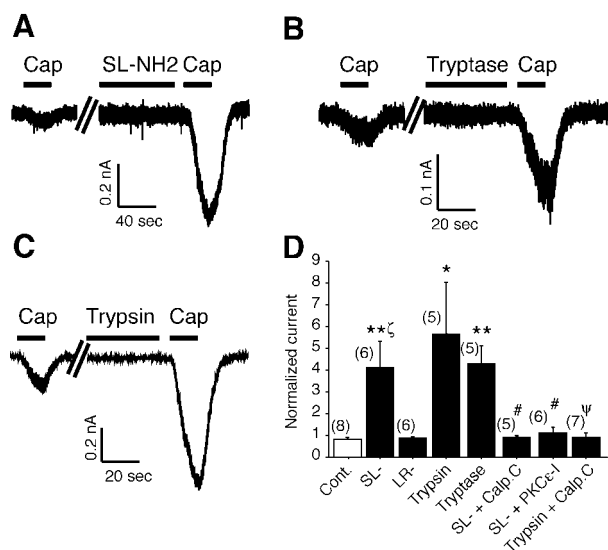 A
Cap SL-NH2 Cap
0.2 nA
40 sec
B
Cap Tryptase Cap
0.1 nA
20 sec
C
Cap Trypsin Cap
0.2 nA
20 sec
D
Normalized current
9
8
7
6
5
4
3
2
1
0
(8)
(6)
**ζ
(6)
(5)
*
(5)
**
(5)
#
(6)
#
(7)
ψ
Cont.
SL-
LR-
Trypsin
Tryptase
SL- + Calp.C
SL- + PKCε-I
Trypsin + Calp.C